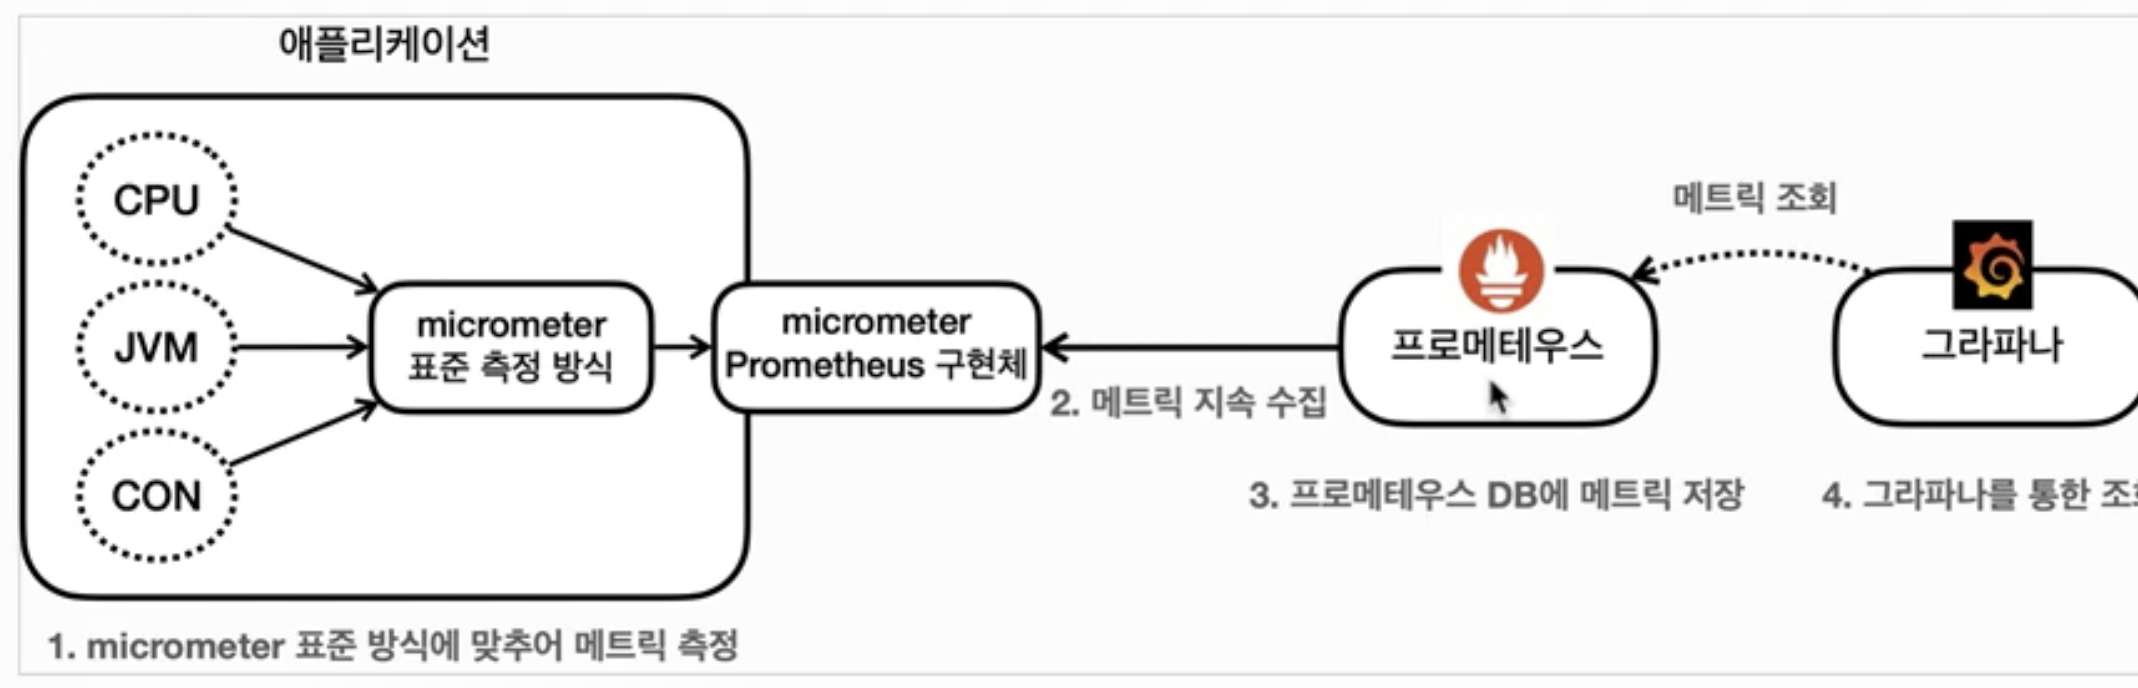 애플리케이션
CPU
JVM
CON
micrometer
표준 측정 방식
micrometer
Prometheus 구현체
2. 메트릭 지속 수집
프로메테우스
메트릭 조회
그라파나
3. 프로메테우스 DB에 메트릭 저장
4. 그라파나를 통한
1. micrometer 표준 방식에 맞추어 메트릭 측정